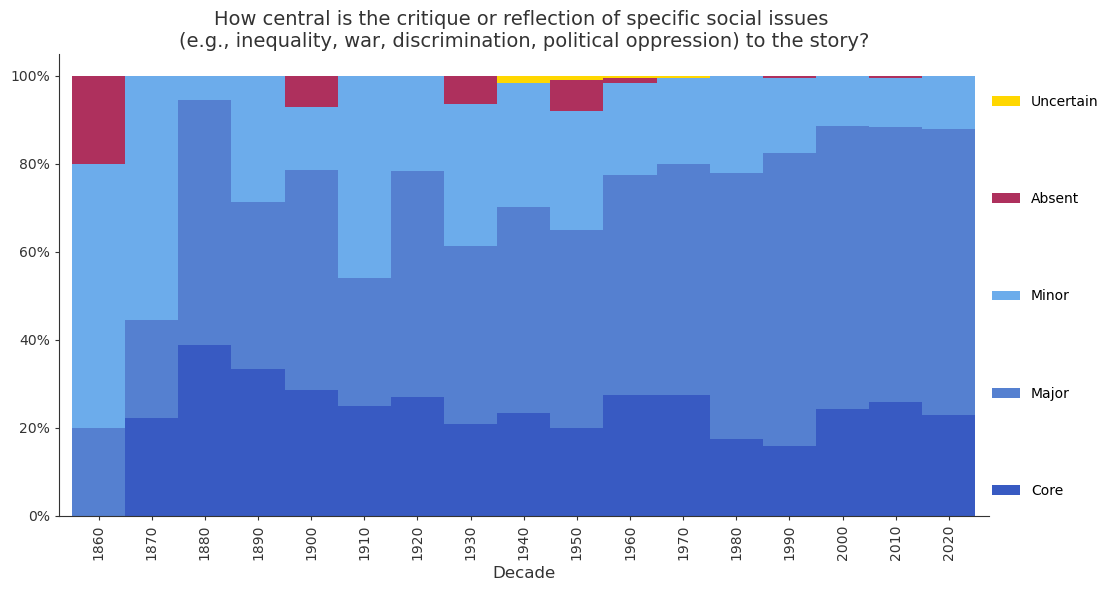 How central is the critique or reflection of specific social issues
(e.g., inequality, war, discrimination, political oppression) to the story?
100%
80%
60%
40%
20%
0%
Uncertain
Absent
Minor
Major
Core
1860
1870
1880
1890
1900
1910
1920
1930
1940
1950
1960
1970
1980
1990
2000
2010
2020
Decade